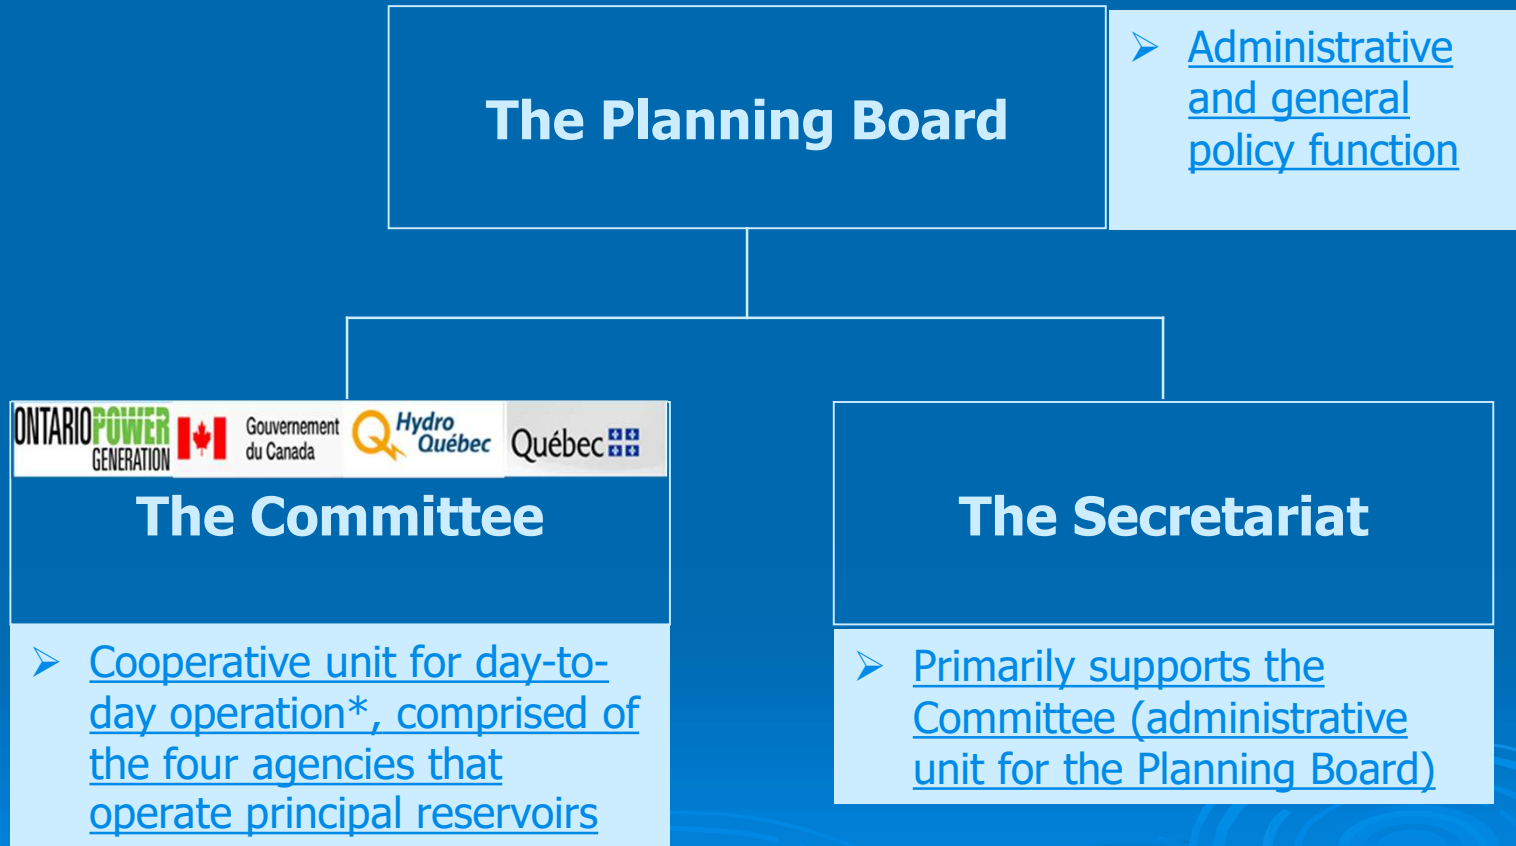 The Planning Board
➢ Administrative
and general
policy function
ONTARIOPOWER
GENERATION
Gouvernement
du Canada
Hydro
Québec
Québec
The Committee
➢ Cooperative unit for day-to-
day operation*, comprised of
the four agencies that
operate principal reservoirs
The Secretariat
➢ Primarily supports the
Committee (administrative
unit for the Planning Board)